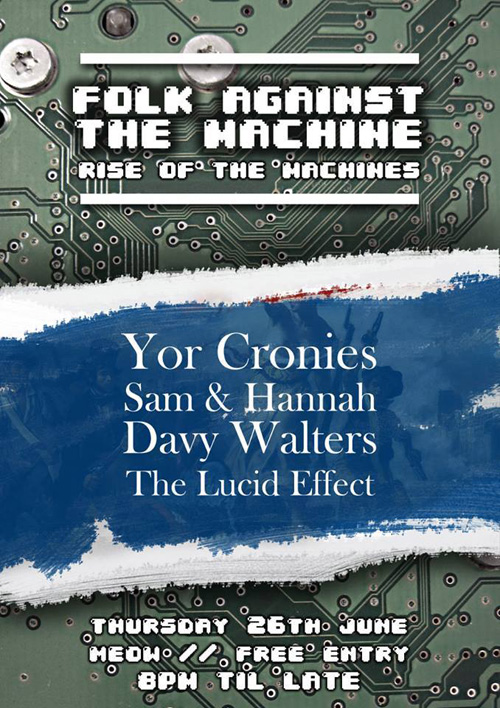 FOLK AGAINST
THE MACHINE
RISE OF THE MACHINES
Yor Cronies
Sam & Hannah
Davy Walters
The Lucid Effect
THURSDAY 26TH JUNE
MEOW // FREE ENTRY
8PM TIL LATE